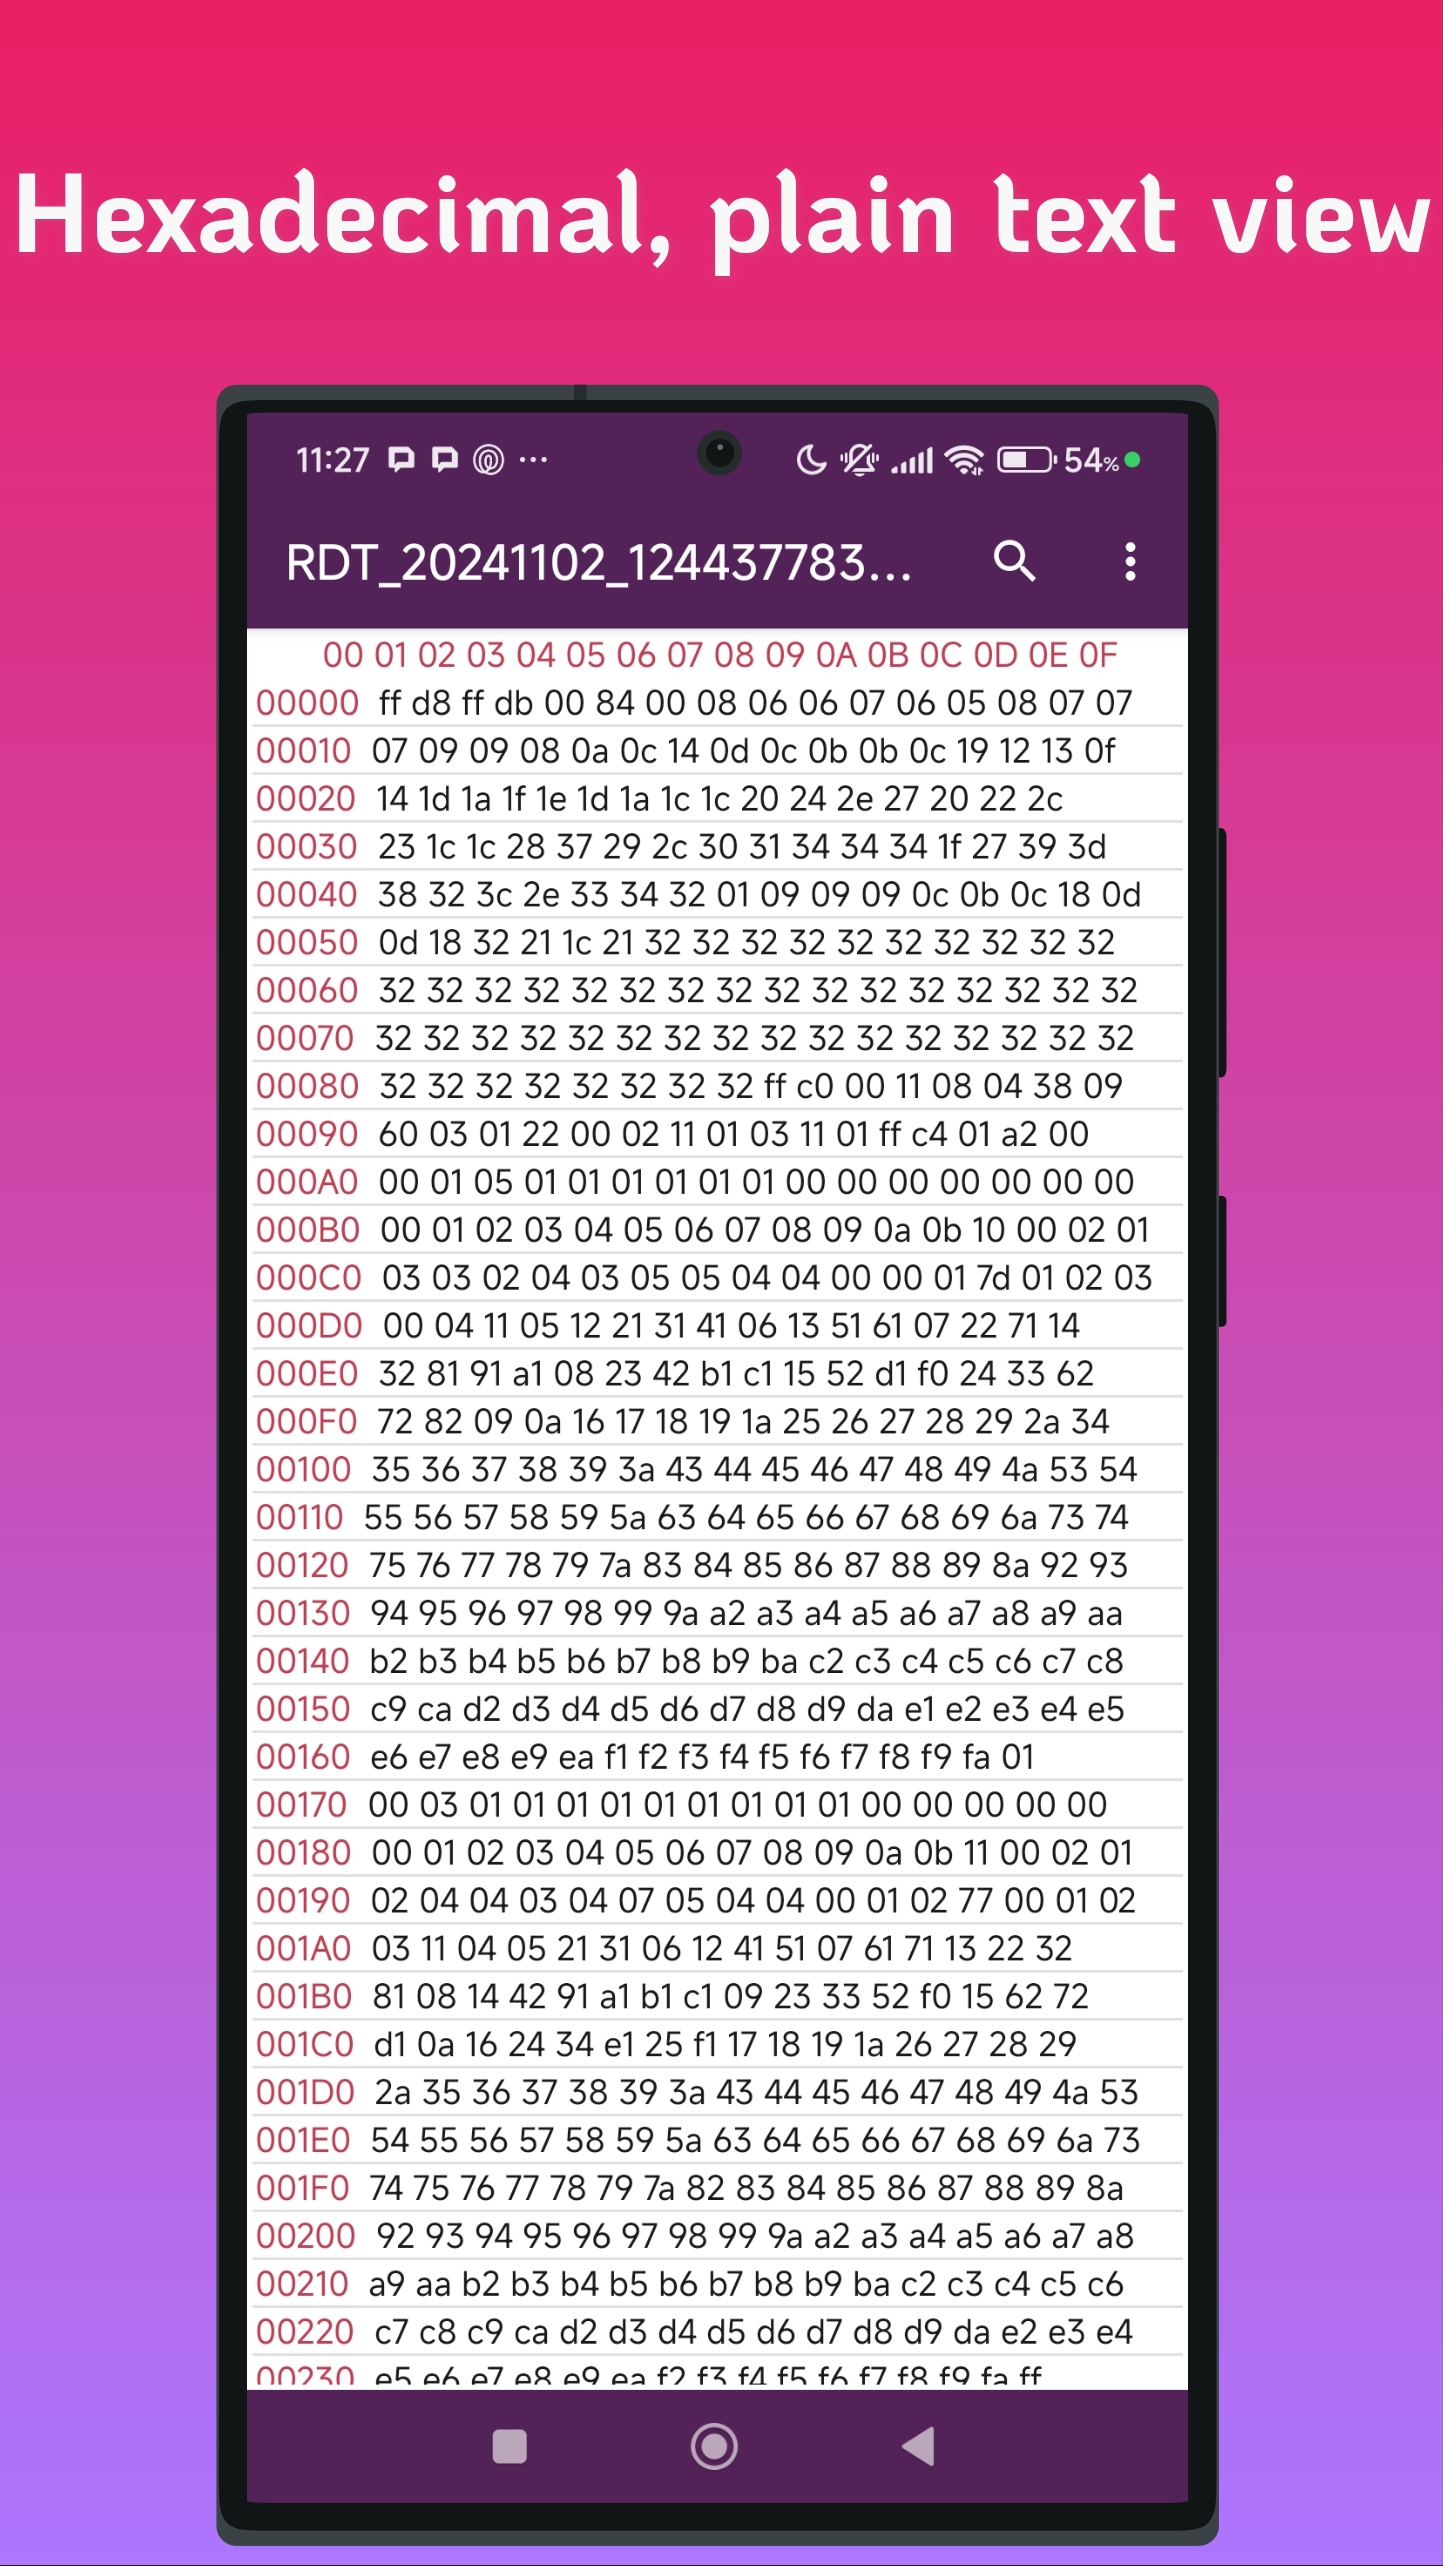 Hexadecimal, plain text view
11:27 54%
RDT_20241102_124437783...
00 01 02 03 04 05 06 07 08 09 0A 0B 0C 0D 0E 0F
00000 ff d8 ff db 00 84 00 08 06 06 07 06 05 08 07 07
00010 07 09 09 08 0a 0c 14 0d 0c 0b 0b 0c 19 12 13 0f
00020 14 1d 1a 1f 1e 1d 1a 1c 1c 20 24 2e 27 20 22 2c
00030 23 1c 1c 28 37 29 2c 30 31 34 34 34 1f 27 39 3d
00040 38 32 3c 2e 33 34 32 01 09 09 09 0c 0b 0c 18 0d
00050 0d 18 32 21 1c 21 32 32 32 32 32 32 32 32 32 32
00060 32 32 32 32 32 32 32 32 32 32 32 32 32 32 32 32
00070 32 32 32 32 32 32 32 32 32 32 32 32 32 32 32 32
00080 32 32 32 32 32 32 32 32 ff c0 00 11 08 04 38 09
00090 60 03 01 22 00 02 11 01 03 11 01 ff c4 01 a2 00
000A0 00 01 05 01 01 01 01 01 01 00 00 00 00 00 00 00
000B0 00 01 02 03 04 05 06 07 08 09 0a 0b 10 00 02 01
000C0 03 03 02 04 03 05 05 04 04 00 00 01 7d 01 02 03
000D0 00 04 11 05 12 21 31 41 06 13 51 61 07 22 71 14
000E0 32 81 91 a1 08 23 42 b1 c1 15 52 d1 f0 24 33 62
000F0 72 82 09 0a 16 17 18 19 1a 25 26 27 28 29 2a 34
00100 35 36 37 38 39 3a 43 44 45 46 47 48 49 4a 53 54
00110 55 56 57 58 59 5a 63 64 65 66 67 68 69 6a 73 74
00120 75 76 77 78 79 7a 83 84 85 86 87 88 89 8a 92 93
00130 94 95 96 97 98 99 9a a2 a3 a4 a5 a6 a7 a8 a9 aa
00140 b2 b3 b4 b5 b6 b7 b8 b9 ba c2 c3 c4 c5 c6 c7 c8
00150 c9 ca d2 d3 d4 d5 d6 d7 d8 d9 da e1 e2 e3 e4 e5
00160 e6 e7 e8 e9 ea f1 f2 f3 f4 f5 f6 f7 f8 f9 fa 01
00170 00 03 01 01 01 01 01 01 01 01 01 00 00 00 00 00
00180 00 01 02 03 04 05 06 07 08 09 0a 0b 11 00 02 01
00190 02 04 04 03 04 07 05 04 04 00 01 02 77 00 01 02
001A0 03 11 04 05 21 31 06 12 41 51 07 61 71 13 22 32
001B0 81 08 14 42 91 a1 b1 c1 09 23 33 52 f0 15 62 72
001C0 d1 0a 16 24 34 e1 25 f1 17 18 19 1a 26 27 28 29
001D0 2a 35 36 37 38 39 3a 43 44 45 46 47 48 49 4a 53
001E0 54 55 56 57 58 59 5a 63 64 65 66 67 68 69 6a 73
001F0 74 75 76 77 78 79 7a 82 83 84 85 86 87 88 89 8a
00200 92 93 94 95 96 97 98 99 9a a2 a3 a4 a5 a6 a7 a8
00210 a9 aa b2 b3 b4 b5 b6 b7 b8 b9 ba c2 c3 c4 c5 c6
00220 c7 c8 c9 ca d2 d3 d4 d5 d6 d7 d8 d9 da e2 e3 e4
00230 e5 e6 e7 e8 e9 ea f2 f3 f4 f5 f6 f7 f8 f9 fa ff